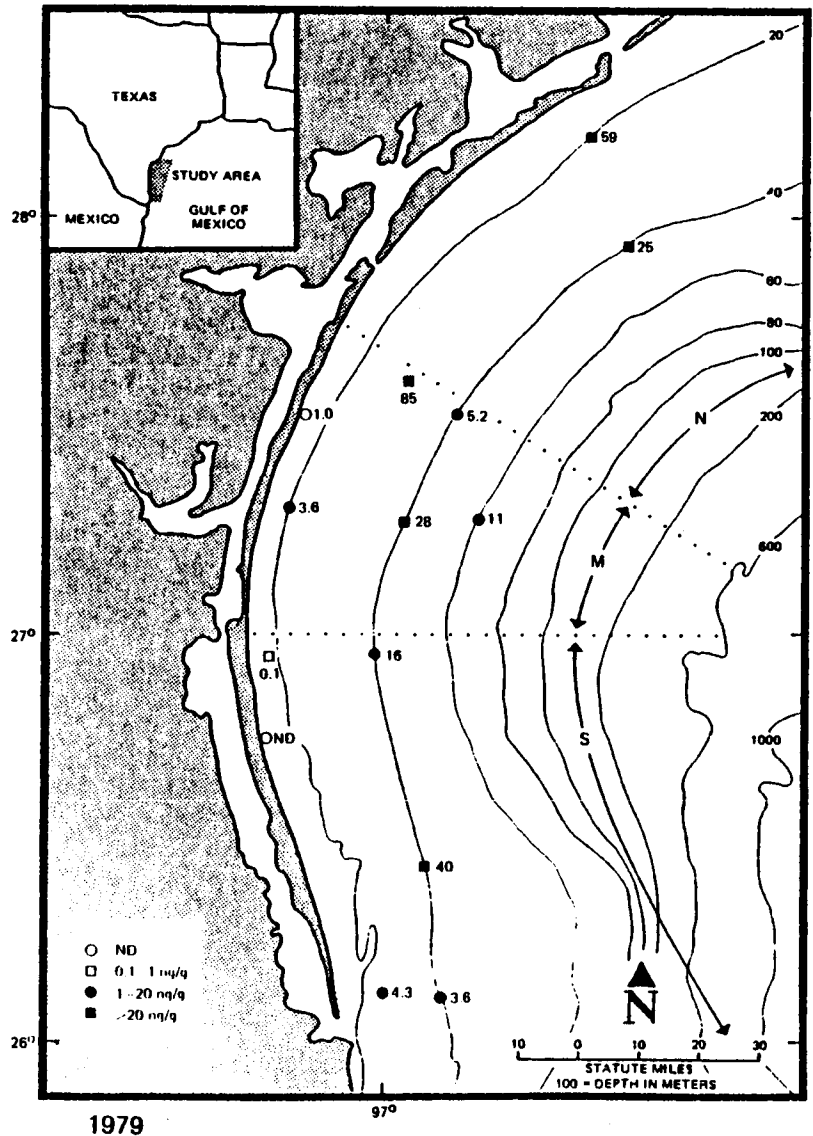 TEXAS
STUDY AREA
MEXICO
GULF OF
MEXICO
20
59
28°
40
25
60
80
100
N
200
85
1.0
5.2
3.6
28
11
600
M
27°
0.1
16
S
ND
1000
40
ND
0.1 1 ng/g
1-20 ng/g
>20 ng/g
4.3
3.6
N
26°
10 0 10 20 30
STATUTE MILES
100 = DEPTH IN METERS
97°
1979